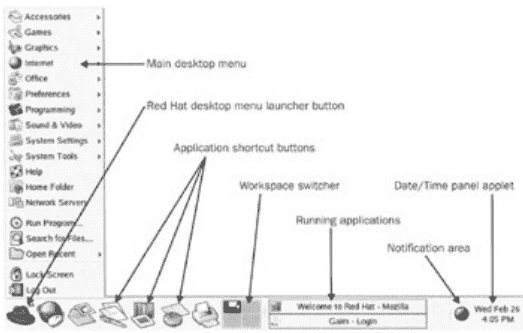 Accessories
Games
Graphics
Internet
Main desktop menu
Office
Preferences
Programming
Red Hat desktop menu launcher button
Sound & Video
System Settings
Application shortcut buttons
System Tools
Help
Home Folder
Workspace switcher
Date/Time panel applet
Network Servers
Running applications
Run Program...
Search for Files...
Notification area
Open Recent
Lock Screen
Log Out
Welcome to Red Hat - Mozilla
Gaim - Login
Wed Feb 26
4:05 PM